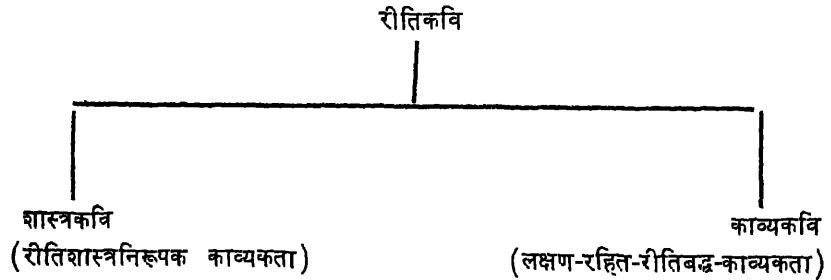 रीतिकवि
शास्त्रकवि
काव्यकवि
(रीतिशास्त्रनिरूपक काव्यकता)
(लक्षण-रहित-रीतिबद्ध-काव्यकता)